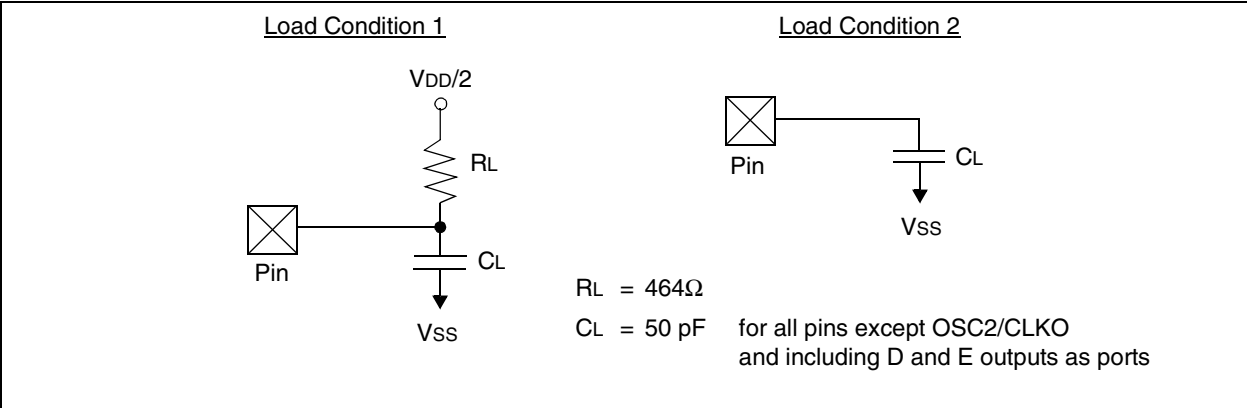 Load Condition 1
VDD/2
RL
Pin
CL
VSS
Load Condition 2
Pin
CL
VSS
RL = 464Ω
CL = 50 pF for all pins except OSC2/CLKO
and including D and E outputs as ports